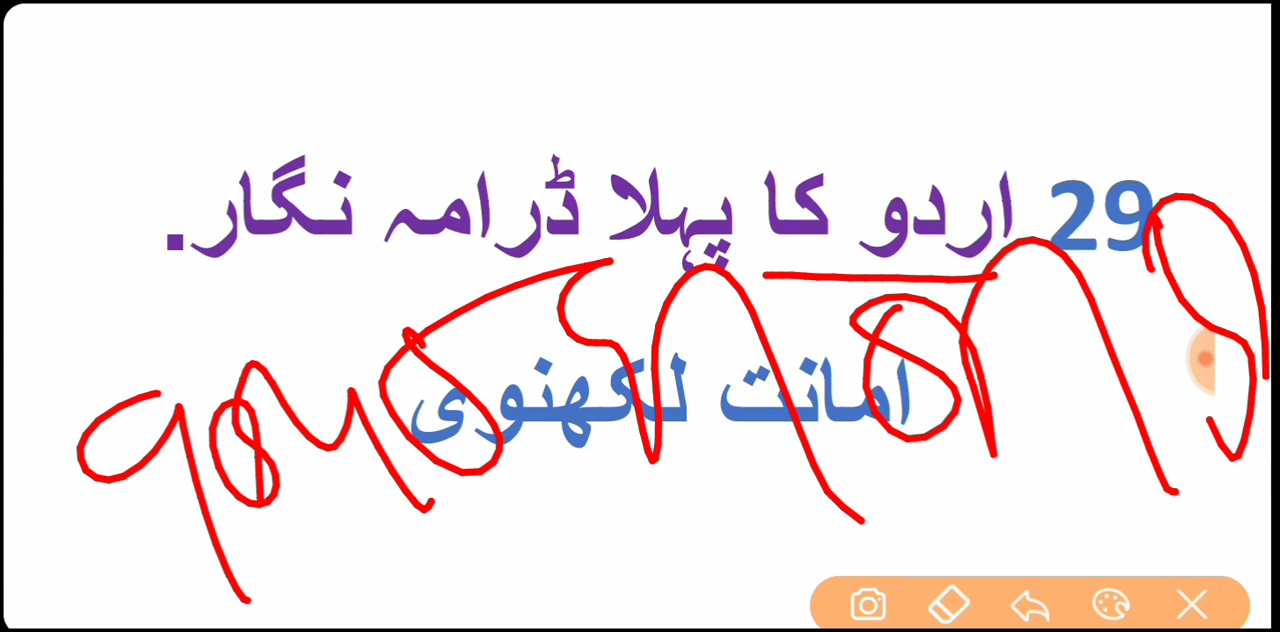 29 اردو کا پہلا ڈرامہ نگار.
امانت لکھنوی